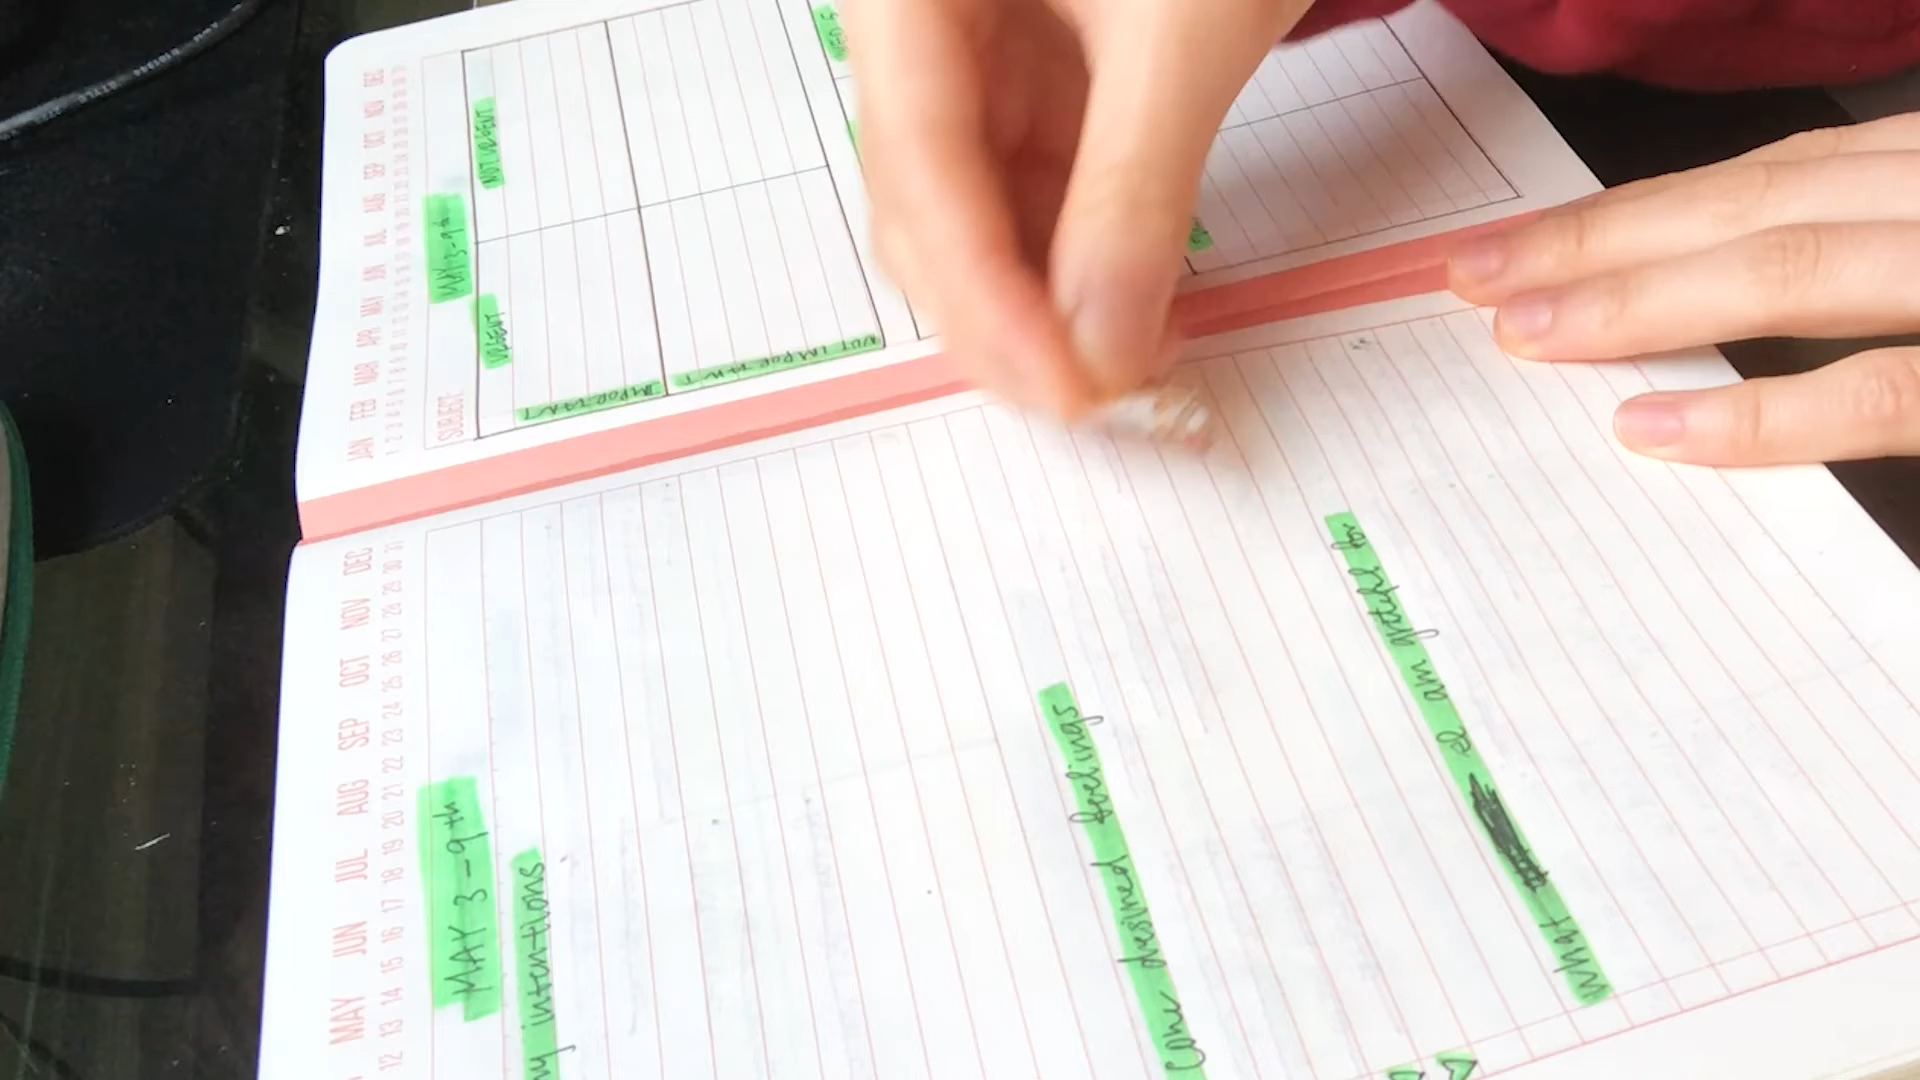 JAN FEB MAR APR MAY JUN JUL AUG SEP OCT NOV DEC
SUBJECT:
MAY 3-9th
URGENT
NOT URGENT
IMPORTANT
NOT IMPORTANT
WED 5
MAY JUN JUL AUG SEP OCT NOV DEC
12 13 14 15 16 17 18 19 20 21 22 23 24 25 26 27 28 29 30 31
MAY 3-9th
my intentions
Core desired feelings
What I am grateful for